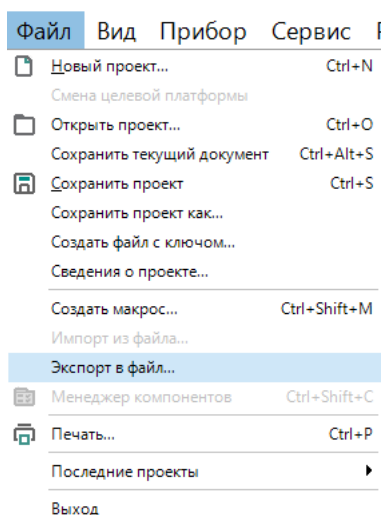 Файл Вид Прибор Сервис
Новый проект... Ctrl+N
Смена целевой платформы
Открыть проект... Ctrl+O
Сохранить текущий документ Ctrl+Alt+S
Сохранить проект Ctrl+S
Сохранить проект как...
Создать файл с ключом...
Сведения о проекте...
Создать макрос... Ctrl+Shift+M
Импорт из файла...
Экспорт в файл...
Менеджер компонентов Ctrl+Shift+C
Печать... Ctrl+P
Последние проекты
Выход